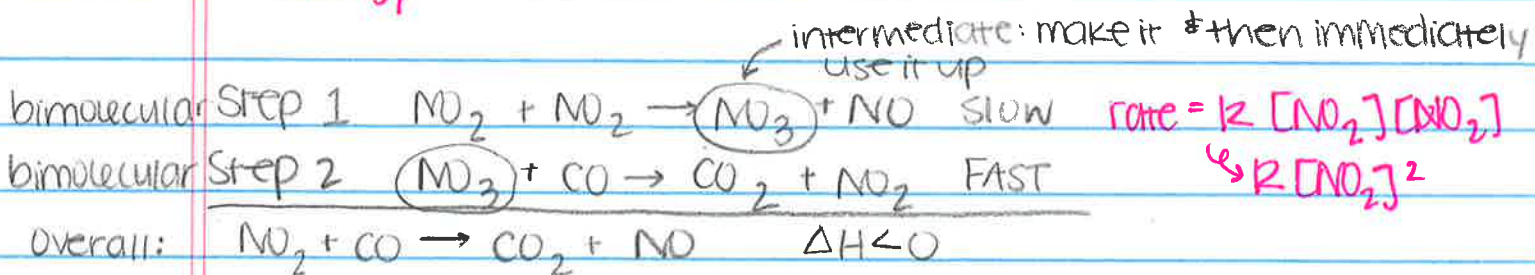 intermediate: make it & then immediately
use it up
bimolecular Step 1 NO₂ + NO₂ → NO₃ + NO SLOW rate = k [NO₂][NO₂]
bimolecular Step 2 NO₃ + CO → CO₂ + NO₂ FAST ↳ k [NO₂]²
Overall: NO₂ + CO → CO₂ + NO ΔH<0